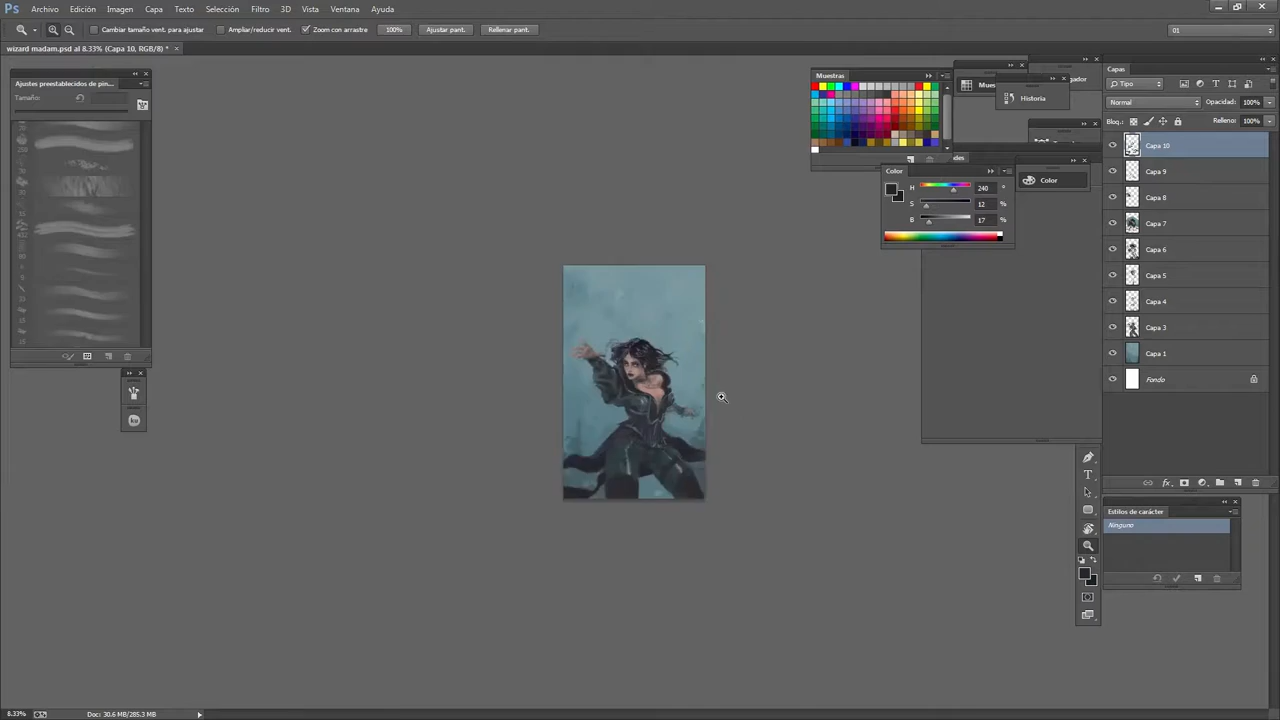 Ps Archivo Edición Imagen Capa Texto Selección Filtro 3D Vista Ventana Ayuda
Cambiar tamaño vent. para ajustar Ampliar/reducir vent. Zoom con arrastre 100% Ajustar pant. Rellenar pant. 01
wizard madam.psd al 8.33% (Capa 10, RGB/8) *
Ajustes preestablecidos de pin...
Tamaño:
Muestras
Historia
Color
H 240 °
S 12 %
B 17 %
Color
Capas
Tipo
Normal Opacidad: 100%
Bloq.: Relleno: 100%
Capa 10
Capa 9
Capa 8
Capa 7
Capa 6
Capa 5
Capa 4
Capa 3
Capa 1
Fondo
ku
Estilos de carácter
Ninguno
8.33% Doc: 30.6 MB/285.3 MB